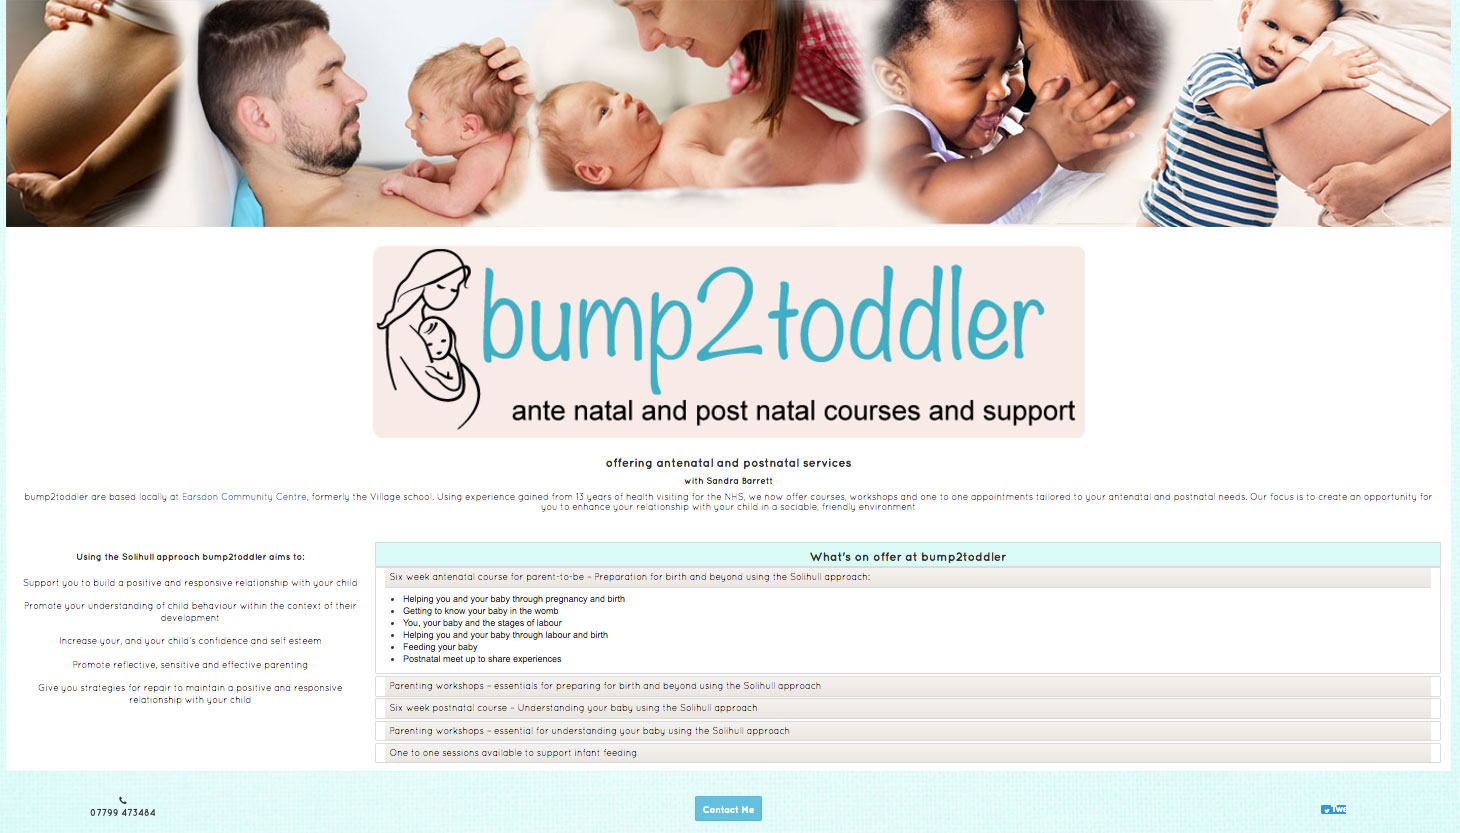 bump2toddler
ante natal and post natal courses and support
offering antenatal and postnatal services
with Sandra Barrett
bump2toddler are based locally at Earsdon Community Centre, formerly the Village school. Using experience gained from 13 years of health visiting for the NHS, we now offer courses, workshops and one to one appointments tailored to your antenatal and postnatal needs. Our focus is to create an opportunity for
you to enhance your relationship with your child in a sociable, friendly environment
Using the Solihull approach bump2toddler aims to:
Support you to build a positive and responsive relationship with your child
Promote your understanding of child behaviour within the context of their
development
Increase your, and your child's confidence and self esteem
Promote reflective, sensitive and effective parenting
Give you strategies for repair to maintain a positive and responsive
relationship with your child
What's on offer at bump2toddler
Six week antenatal course for parent-to-be – Preparation for birth and beyond using the Solihull approach:
Helping you and your baby through pregnancy and birth
Getting to know your baby in the womb
You, your baby and the stages of labour
Helping you and your baby through labour and birth
Feeding your baby
Postnatal meet up to share experiences
Parenting workshops – essentials for preparing for birth and beyond using the Solihull approach
Six week postnatal course – Understanding your baby using the Solihull approach
Parenting workshops – essential for understanding your baby using the Solihull approach
One to one sessions available to support infant feeding
07799 473484
Contact Me